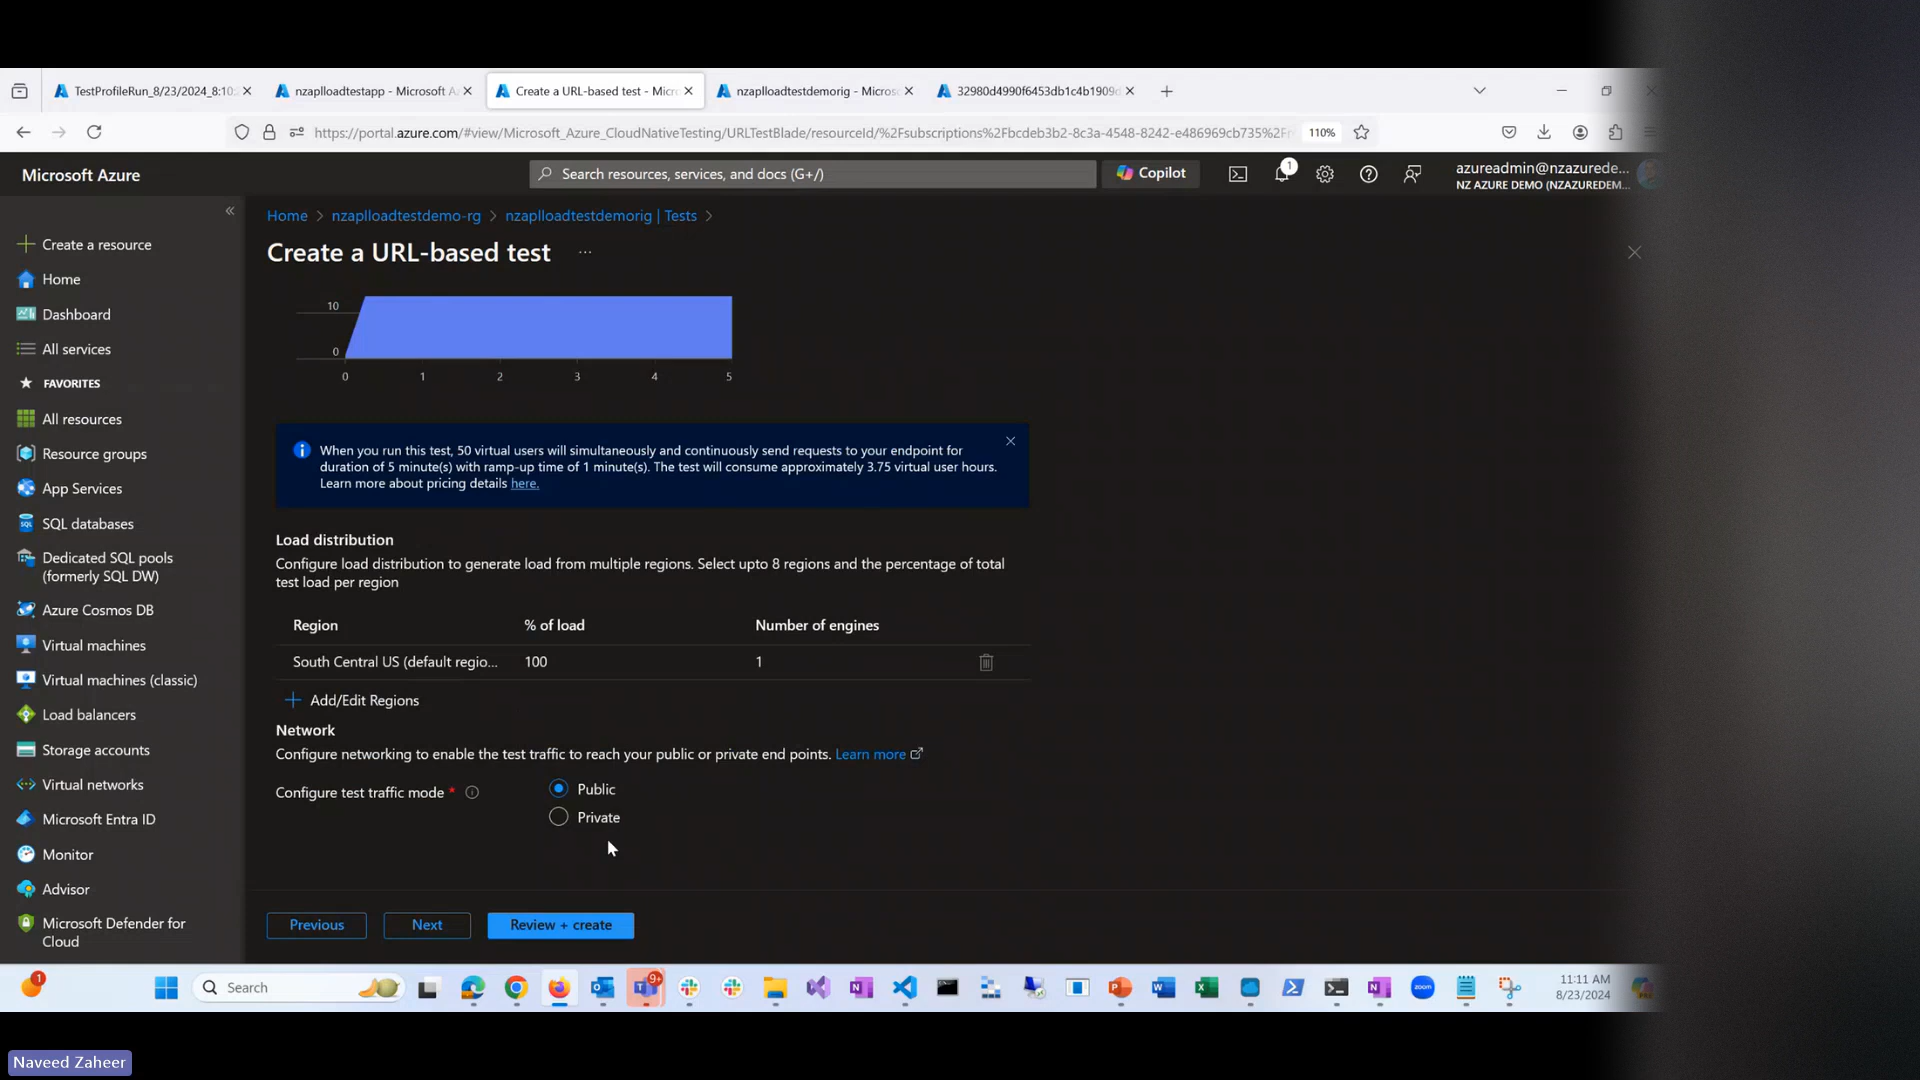 TestProfileRun_8/23/2024_8:10:
nzaplloadtestapp - Microsoft A
Create a URL-based test - Micr
nzaplloadtestdemorig - Micros
32980d4990f6453db1c4b1909d
https://portal.azure.com/#view/Microsoft_Azure_CloudNativeTesting/URLTestBlade/resourceId/%2Fsubscriptions%2Fbcdeb3b2-8c3a-4548-8242-e486969cb735%2Fr
110%
Microsoft Azure
Search resources, services, and docs (G+/)
Copilot
1
azureadmin@nzazurede...
NZ AZURE DEMO (NZAZUREDEM...
Create a resource
Home
Dashboard
All services
FAVORITES
All resources
Resource groups
App Services
SQL databases
Dedicated SQL pools
(formerly SQL DW)
Azure Cosmos DB
Virtual machines
Virtual machines (classic)
Load balancers
Storage accounts
Virtual networks
Microsoft Entra ID
Monitor
Advisor
Microsoft Defender for
Cloud
Home > nzaplloadtestdemo-rg > nzaplloadtestdemorig | Tests >
Create a URL-based test ...
10
0
0 1 2 3 4 5
When you run this test, 50 virtual users will simultaneously and continuously send requests to your endpoint for
duration of 5 minute(s) with ramp-up time of 1 minute(s). The test will consume approximately 3.75 virtual user hours.
Learn more about pricing details here.
Load distribution
Configure load distribution to generate load from multiple regions. Select upto 8 regions and the percentage of total
test load per region
Region % of load Number of engines
South Central US (default regio... 100 1
Add/Edit Regions
Network
Configure networking to enable the test traffic to reach your public or private end points. Learn more
Configure test traffic mode *
Public
Private
Previous
Next
Review + create
1
Search
9+
zoom
11:11 AM
8/23/2024
Naveed Zaheer